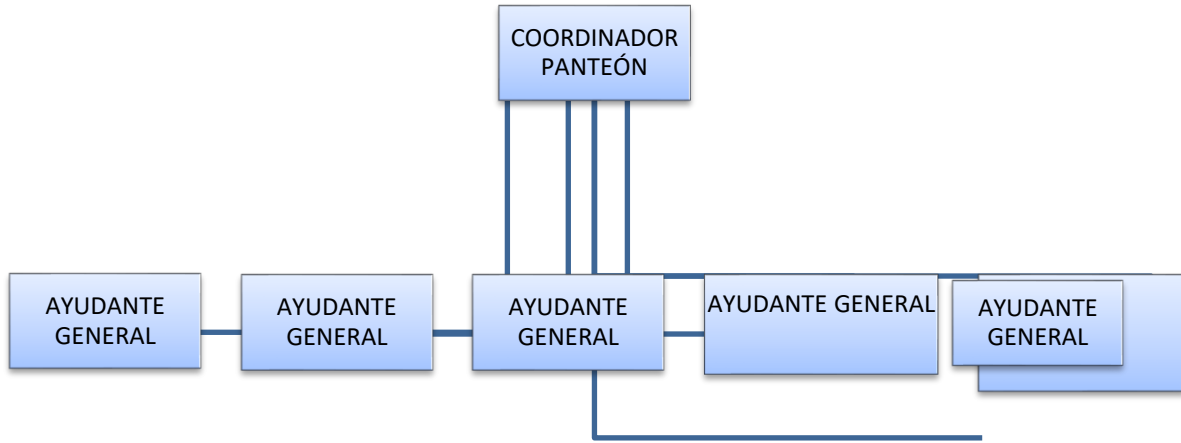 COORDINADOR
PANTEÓN
AYUDANTE
GENERAL
AYUDANTE
GENERAL
AYUDANTE
GENERAL
AYUDANTE GENERAL
AYUDANTE
GENERAL